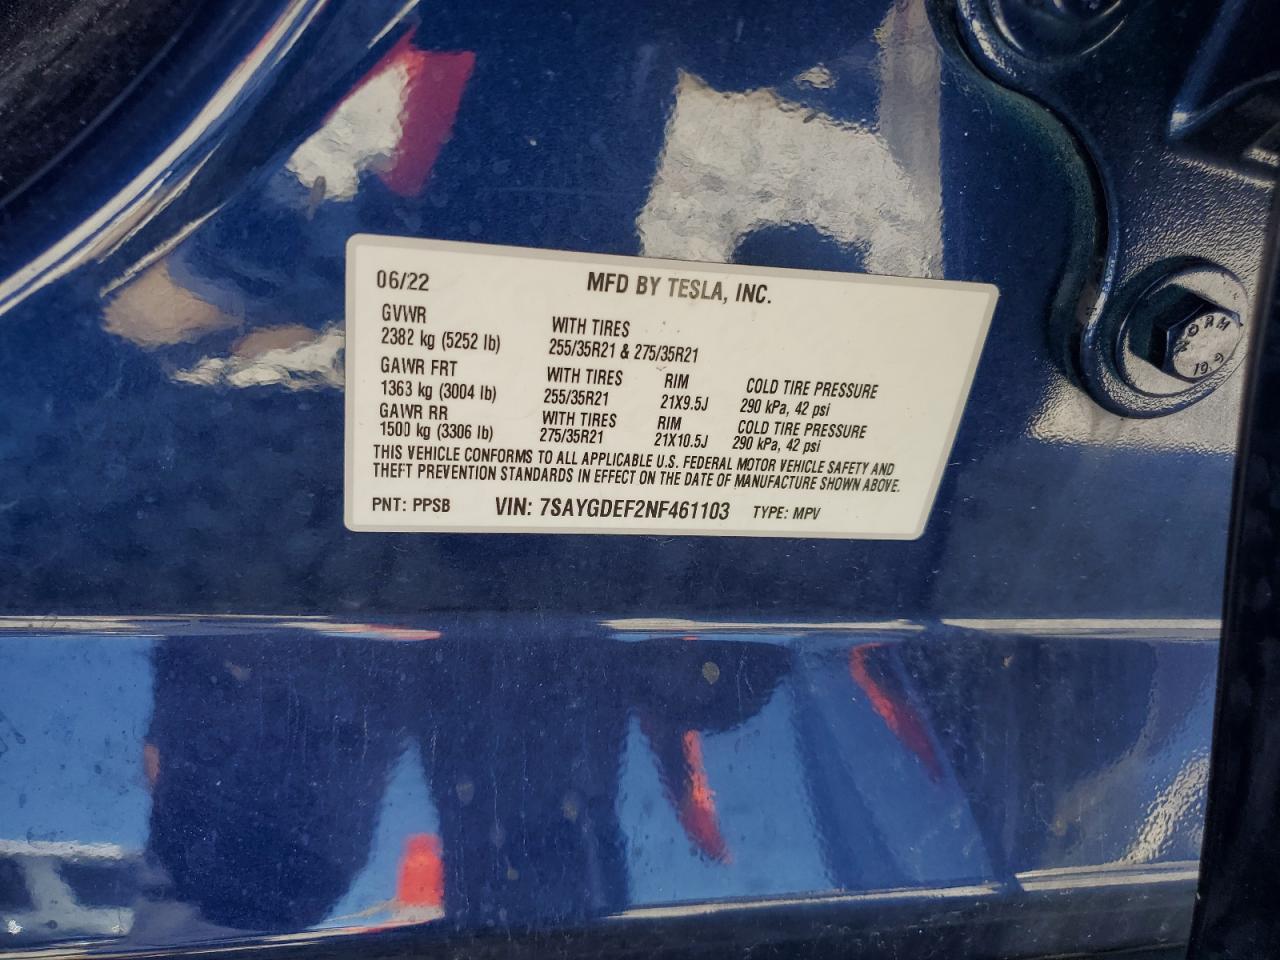 06/22 MFD BY TESLA, INC.
GVWR
2382 kg (5252 lb) WITH TIRES
255/35R21 & 275/35R21
GAWR FRT WITH TIRES RIM COLD TIRE PRESSURE
1363 kg (3004 lb) 255/35R21 21X9.5J 290 kPa, 42 psi
GAWR RR WITH TIRES RIM COLD TIRE PRESSURE
1500 kg (3306 lb) 275/35R21 21X10.5J 290 kPa, 42 psi
THIS VEHICLE CONFORMS TO ALL APPLICABLE U.S. FEDERAL MOTOR VEHICLE SAFETY AND
THEFT PREVENTION STANDARDS IN EFFECT ON THE DATE OF MANUFACTURE SHOWN ABOVE.
PNT: PPSB VIN: 7SAYGDEF2NF461103 TYPE: MPV